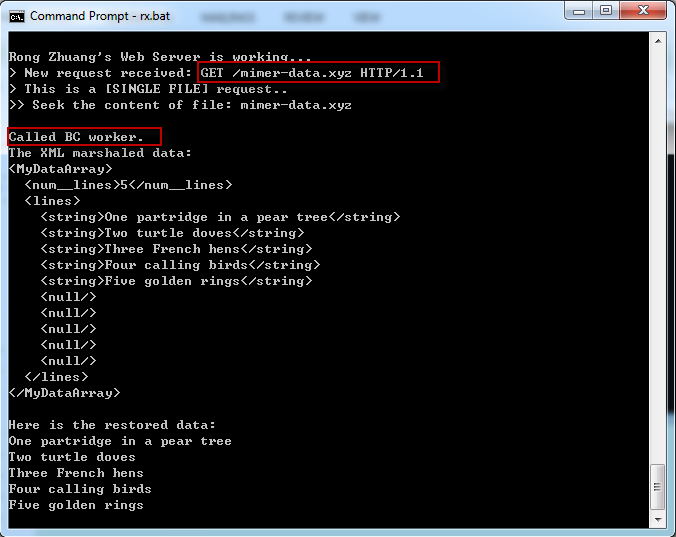 Command Prompt - rx.bat
MAILINGS REVIEW VIEW
Rong Zhuang's Web Server is working...
> New request received: GET /mimer-data.xyz HTTP/1.1
> This is a [SINGLE FILE] request..
>> Seek the content of file: mimer-data.xyz
Called BC worker.
The XML marshaled data:
<MyDataArray>
  <num__lines>5</num__lines>
  <lines>
    <string>One partridge in a pear tree</string>
    <string>Two turtle doves</string>
    <string>Three French hens</string>
    <string>Four calling birds</string>
    <string>Five golden rings</string>
    <null/>
    <null/>
    <null/>
    <null/>
    <null/>
  </lines>
</MyDataArray>
Here is the restored data:
One partridge in a pear tree
Two turtle doves
Three French hens
Four calling birds
Five golden rings